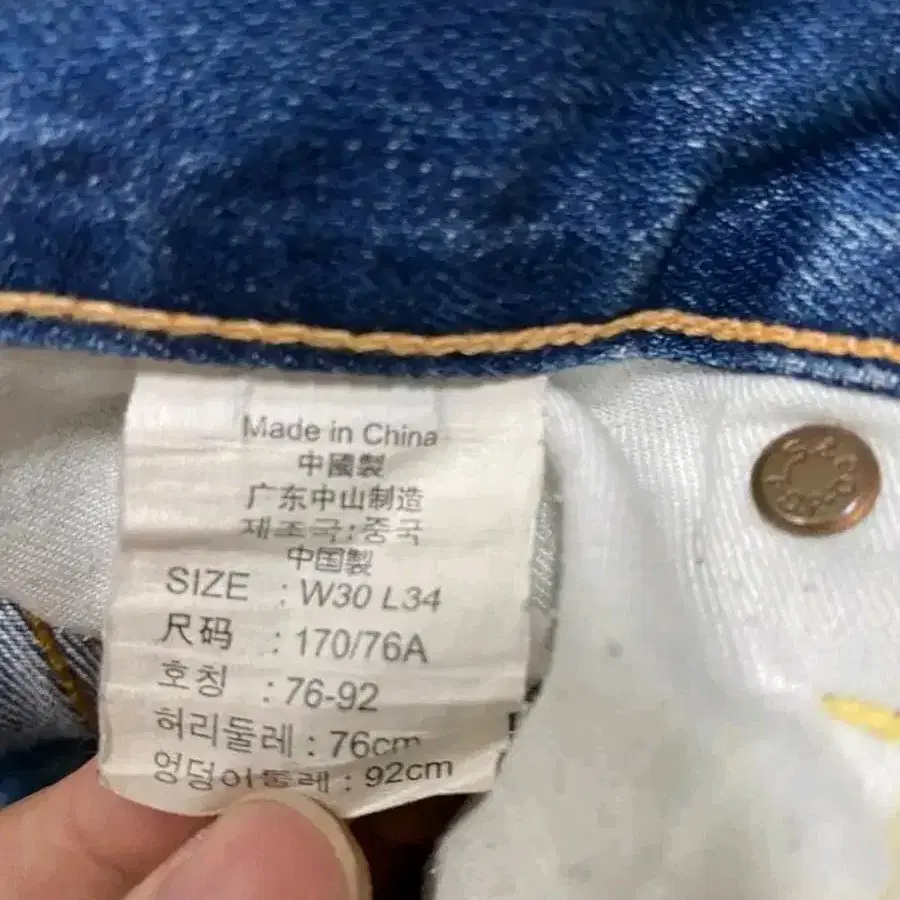 Made in China
中國製
广东中山制造
제조국:중국
中国製
SIZE : W30 L34
尺码 : 170/76A
호칭 : 76-92
허리둘레 : 76cm
엉덩이둘레 : 92cm